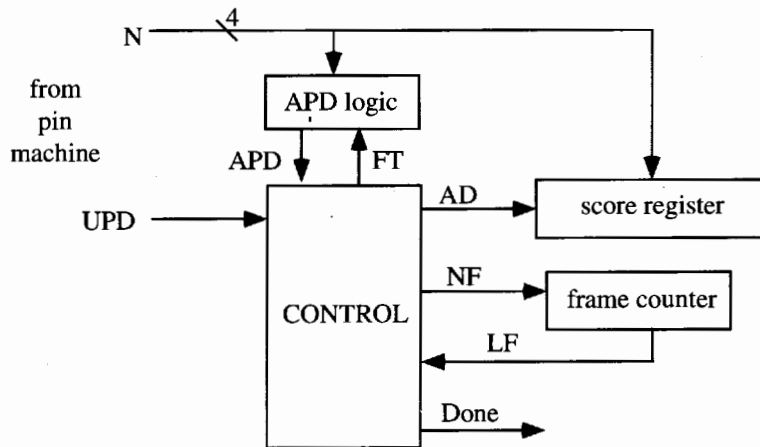 N
4
from
pin
machine
APD logic
APD
FT
UPD
CONTROL
AD
score register
NF
frame counter
LF
Done